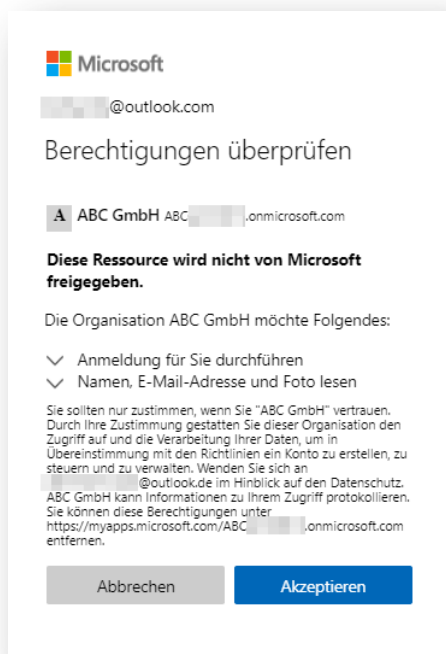 Microsoft
@outlook.com
Berechtigungen überprüfen
A ABC GmbH ABC .onmicrosoft.com
Diese Ressource wird nicht von Microsoft
freigegeben.
Die Organisation ABC GmbH möchte Folgendes:
Anmeldung für Sie durchführen
Namen, E-Mail-Adresse und Foto lesen
Sie sollten nur zustimmen, wenn Sie "ABC GmbH" vertrauen.
Durch Ihre Zustimmung gestatten Sie dieser Organisation den
Zugriff auf und die Verarbeitung Ihrer Daten, um in
Übereinstimmung mit den Richtlinien ein Konto zu erstellen, zu
steuern und zu verwalten. Wenden Sie sich an
@outlook.de im Hinblick auf den Datenschutz.
ABC GmbH kann Informationen zu Ihrem Zugriff protokollieren.
Sie können diese Berechtigungen unter
https://myapps.microsoft.com/ABC .onmicrosoft.com
entfernen.
Abbrechen Akzeptieren